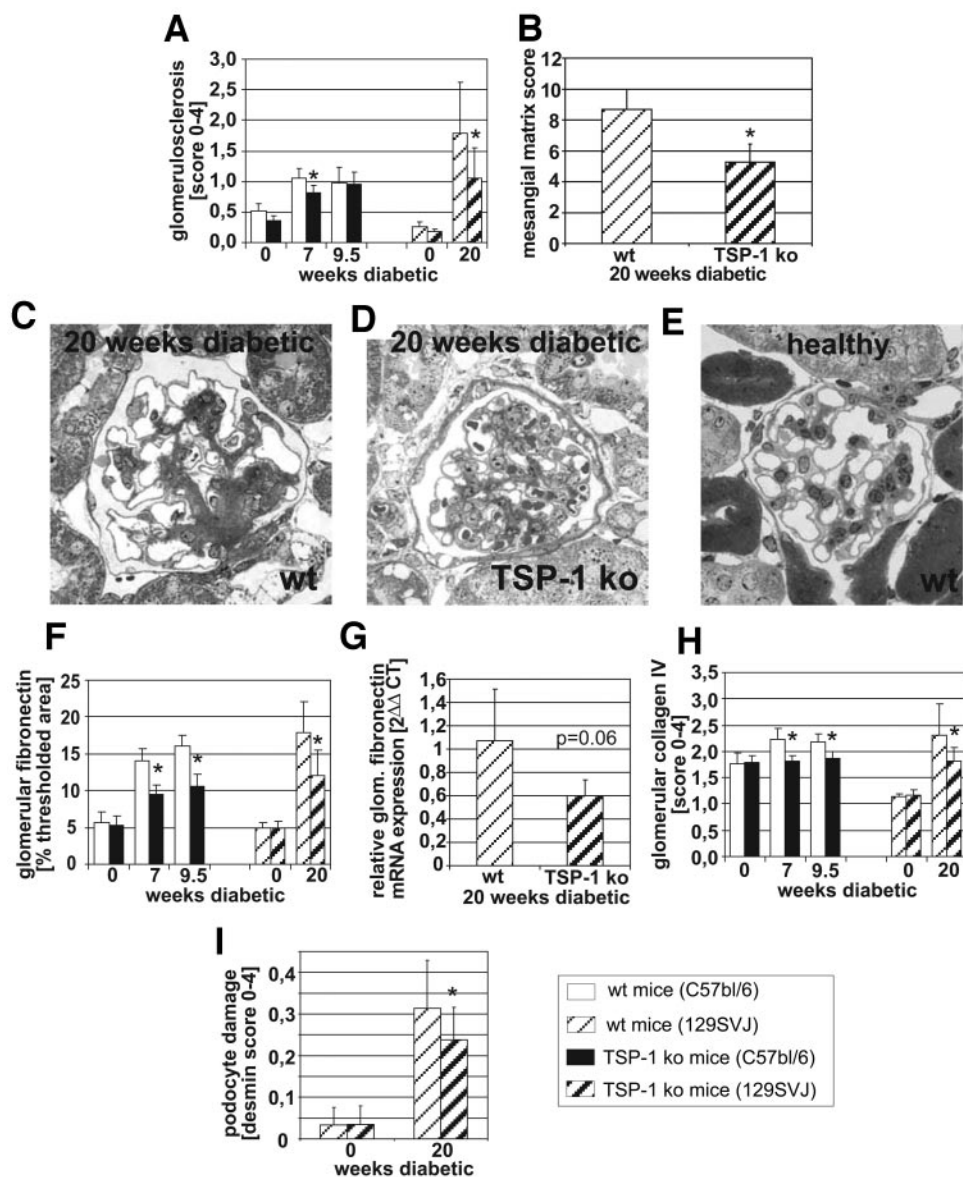 A
glomerulosclerosis
[score 0-4]
3,0
2,5
2,0
1,5
1,0
0,5
0,0
*
*
0 7 9.5 0 20
weeks diabetic
B
mesangial matrix score
12
10
8
6
4
2
0
*
wt TSP-1 ko
20 weeks diabetic
C
20 weeks diabetic
wt
D
20 weeks diabetic
TSP-1 ko
E
healthy
wt
F
glomerular fibronectin
[% thresholded area]
25
20
15
10
5
0
*
*
*
0 7 9.5 0 20
weeks diabetic
G
relative glom. fibronectin
mRNA expression [2ΔΔ CT]
1,6
1,4
1,2
1
0,8
0,6
0,4
0,2
0
p=0.06
wt TSP-1 ko
20 weeks diabetic
H
glomerular collagen IV
[score 0-4]
3,5
3,0
2,5
2,0
1,5
1,0
0,5
0,0
*
*
*
0 7 9.5 0 20
weeks diabetic
I
podocyte damage
[desmin score 0-4]
0,4
0,3
0,2
0,1
0
*
0 20
weeks diabetic
wt mice (C57bl/6)
wt mice (129SVJ)
TSP-1 ko mice (C57bl/6)
TSP-1 ko mice (129SVJ)